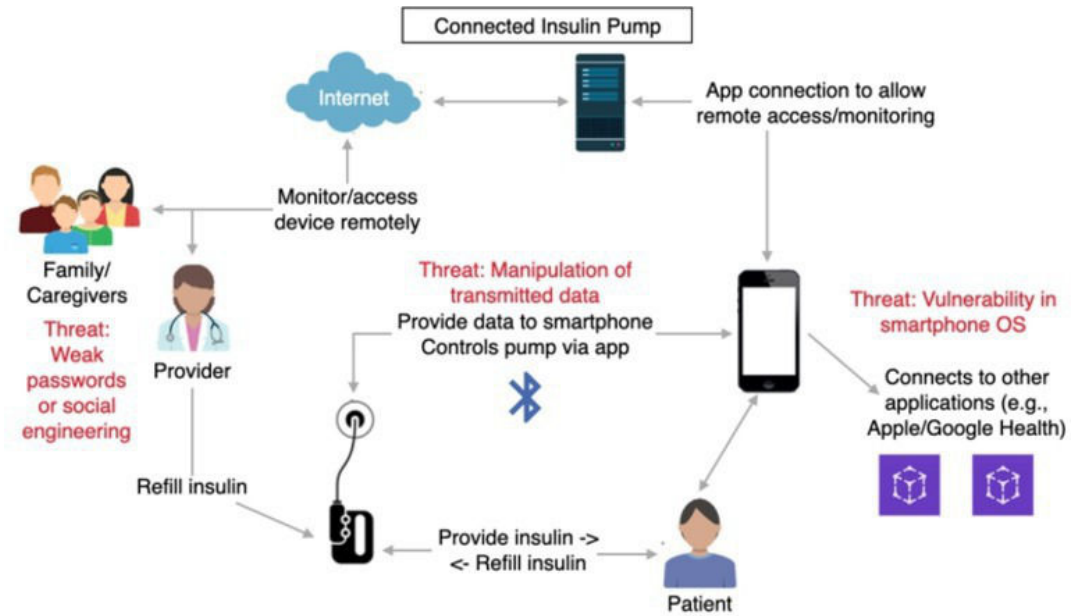 Connected Insulin Pump
Internet
App connection to allow
remote access/monitoring
Monitor/access
device remotely
Family/
Caregivers
Threat:
Weak
passwords
or social
engineering
Provider
Threat: Manipulation of
transmitted data
Provide data to smartphone
Controls pump via app
Threat: Vulnerability in
smartphone OS
Connects to other
applications (e.g.,
Apple/Google Health)
Refill insulin
Provide insulin ->
<- Refill insulin
Patient